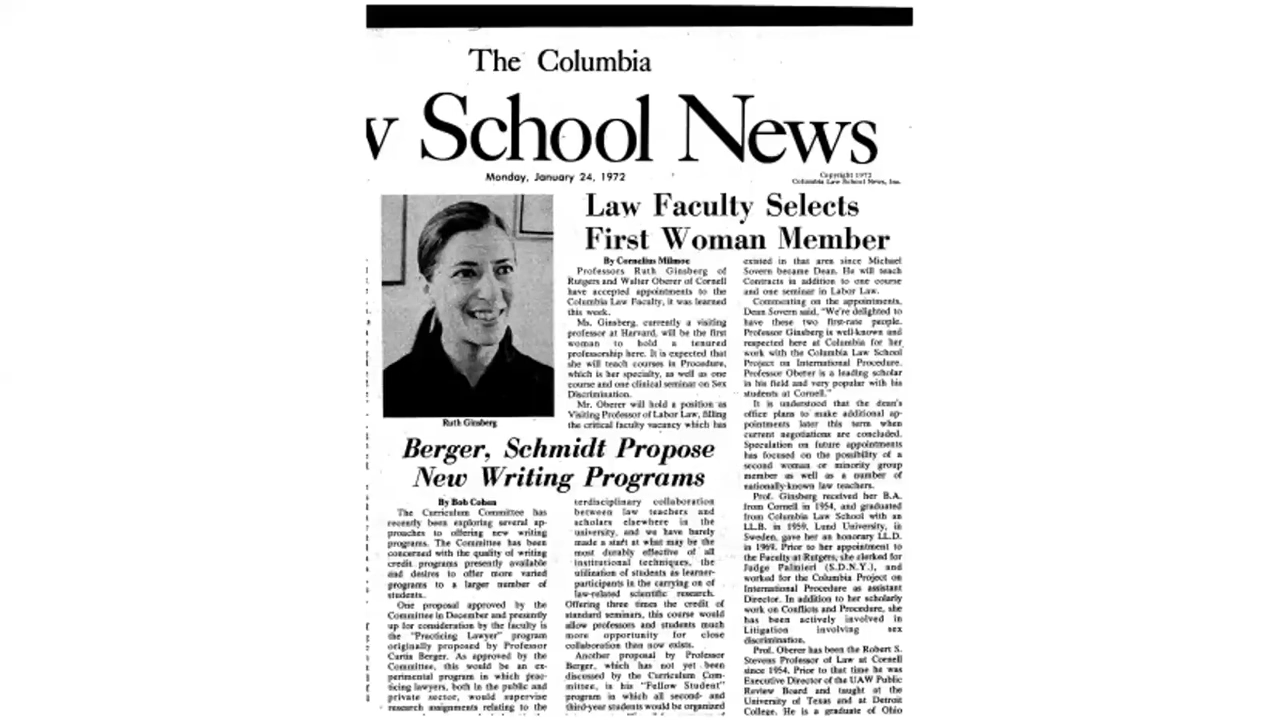 The Columbia
v School News
Monday, January 24, 1972
Copyright 1972
Columbia Law School News, Inc.
Ruth Ginsberg
Law Faculty Selects
First Woman Member
By Cornelius Milmoe
Professors Ruth Ginsberg of
Rutgers and Walter Oberer of Cornell
have accepted appointments to the
Columbia Law Faculty, it was learned
this week.
Ms. Ginsberg, currently a visiting
professor at Harvard, will be the first
woman to hold a tenured
professorship here. It is expected that
she will teach courses in Procedure,
which is her specialty, as well as one
course and one clinical seminar on Sex
Discrimination.
Mr. Oberer will hold a position as
Visiting Professor of Labor Law, filling
the critical faculty vacancy which has
existed in that area since Michael
Sovern became Dean. He will teach
Contracts in addition to one course
and one seminar in Labor Law.
Commenting on the appointments,
Dean Sovern said, "We're delighted to
have these two first-rate people.
Professor Ginsberg is well-known and
respected here at Columbia for her
work with the Columbia Law School
Project on International Procedure.
Professor Oberer is a leading scholar
in his field and very popular with his
students at Cornell."
It is understood that the dean's
office plans to make additional ap-
pointments later this term when
current negotiations are concluded.
Speculation on future appointments
has focused on the possibility of a
second woman or minority group
member as well as a number of
nationally-known law teachers.
Prof. Ginsberg received her B.A.
from Cornell in 1954, and graduated
from Columbia Law School with an
LL.B. in 1959. Lund University, in
Sweden, gave her an honorary LL.D.
in 1969. Prior to her appointment to
the Faculty at Rutgers, she clerked for
Judge Palmieri (S.D.N.Y.), and
worked for the Columbia Project on
International Procedure as assistant
Director. In addition to her scholarly
work on Conflicts and Procedure, she
has been actively involved in
Litigation involving sex
discrimination.
Prof. Oberer has been the Robert S.
Stevens Professor of Law at Cornell
since 1954. Prior to that time he was
Executive Director of the UAW Public
Review Board and taught at the
University of Texas and at Detroit
College. He is a graduate of Ohio
Berger, Schmidt Propose
New Writing Programs
By Bob Cohen
The Curriculum Committee has
recently been exploring several ap-
proaches to offering new writing
programs. The Committee has been
concerned with the quality of writing
credit programs presently available
and desires to offer more varied
programs to a larger number of
students.
One proposal approved by the
Committee in December and presently
up for consideration by the faculty is
the "Practicing Lawyer" program
originally proposed by Professor
Curtis Berger. As approved by the
Committee, this would be an ex-
perimental program in which prac-
ticing lawyers, both in the public and
private sector, would supervise
research assignments relating to the
terdisciplinary collaboration
between law teachers and
scholars elsewhere in the
university, and we have barely
made a start at what may be the
most durably effective of all
institutional techniques, the
utilization of students as learner-
participants in the carrying on of
law-related scientific research.
Offering three times the credit of
standard seminars, this course would
allow professors and students much
more opportunity for close
collaboration than now exists.
Another proposal by Professor
Berger, which has not yet been
discussed by the Curriculum Com-
mittee, is his "Fellow Student"
program in which all second- and
third-year students would be organized